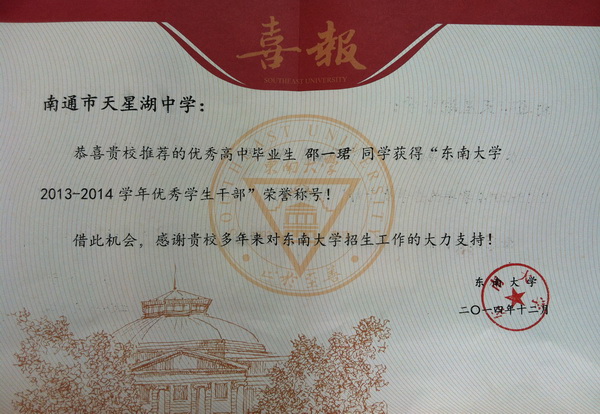 喜报
SOUTHEAST UNIVERSITY
南通市天星湖中学：
恭喜贵校推荐的优秀高中毕业生 邵一珺 同学获得“东南大学
2013-2014 学年优秀学生干部”荣誉称号！
借此机会，感谢贵校多年来对东南大学招生工作的大力支持！
东南大学
二〇一四年十二月